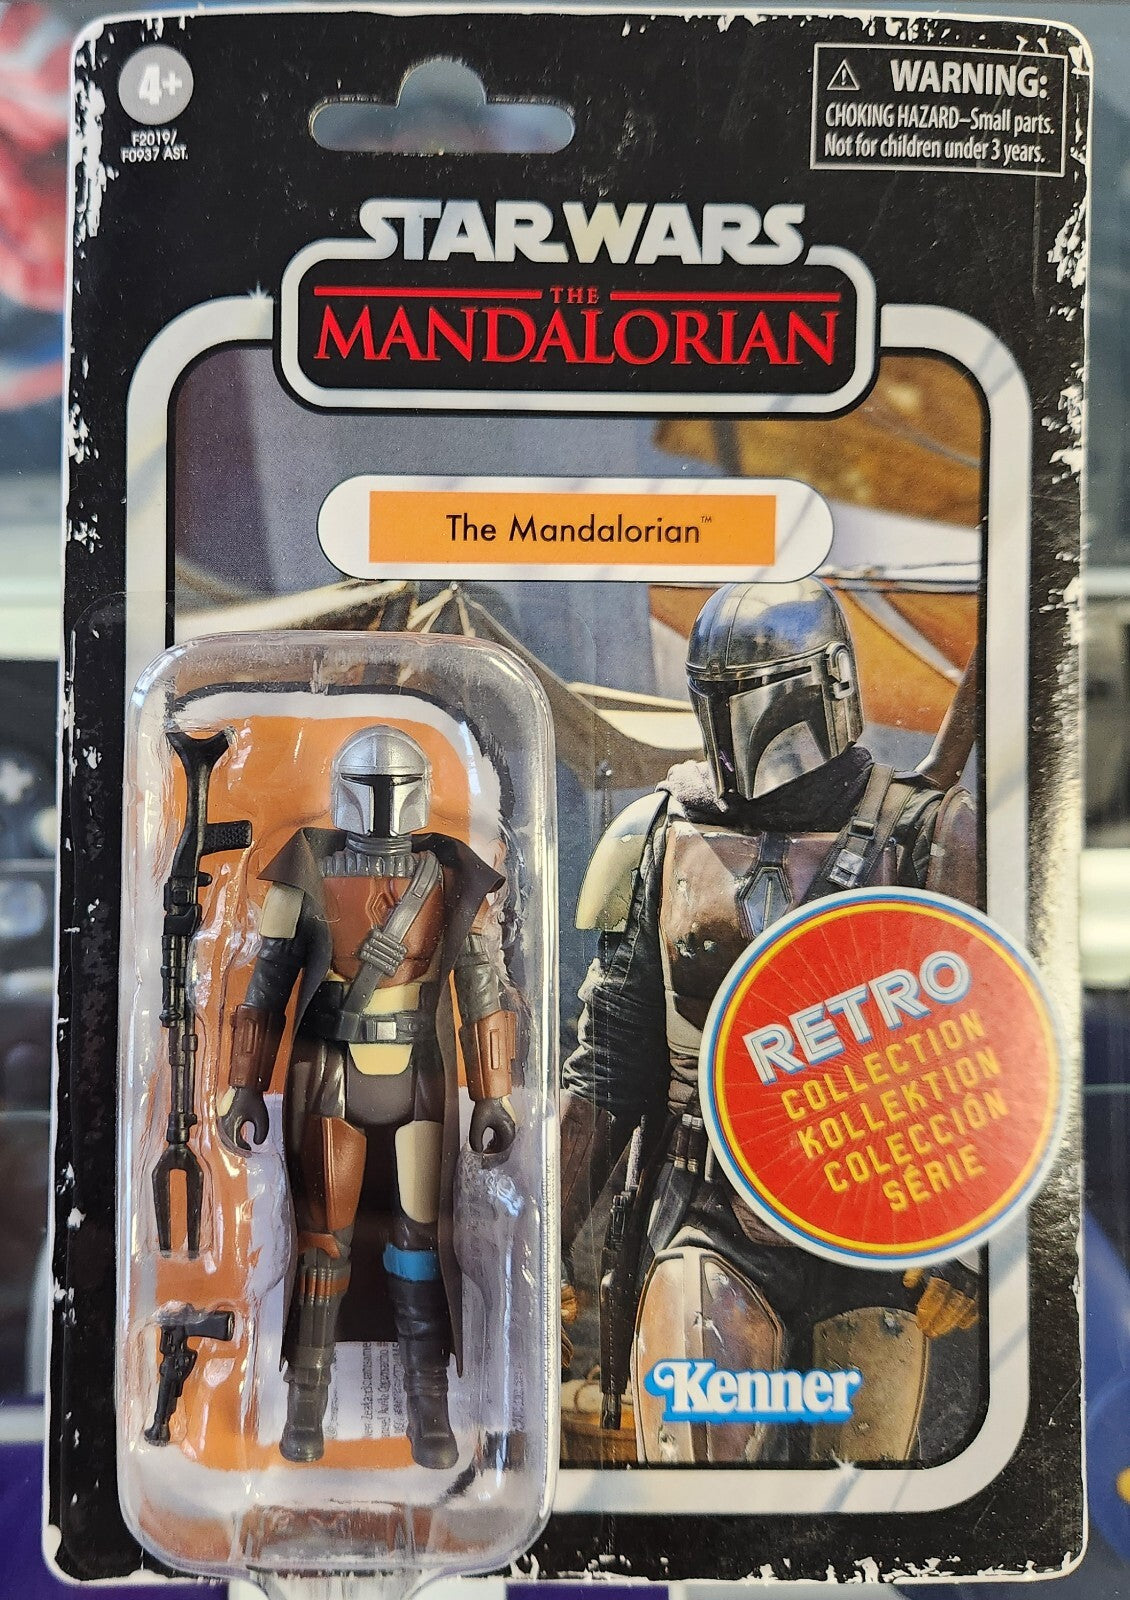 4+
F2019/
F0937 AST.
WARNING:
CHOKING HAZARD–Small parts.
Not for children under 3 years.
STAR WARS
THE
MANDALORIAN
The Mandalorian™
RETRO
COLLECTION
KOLLEKTION
COLECCIÓN
SÉRIE
Kenner